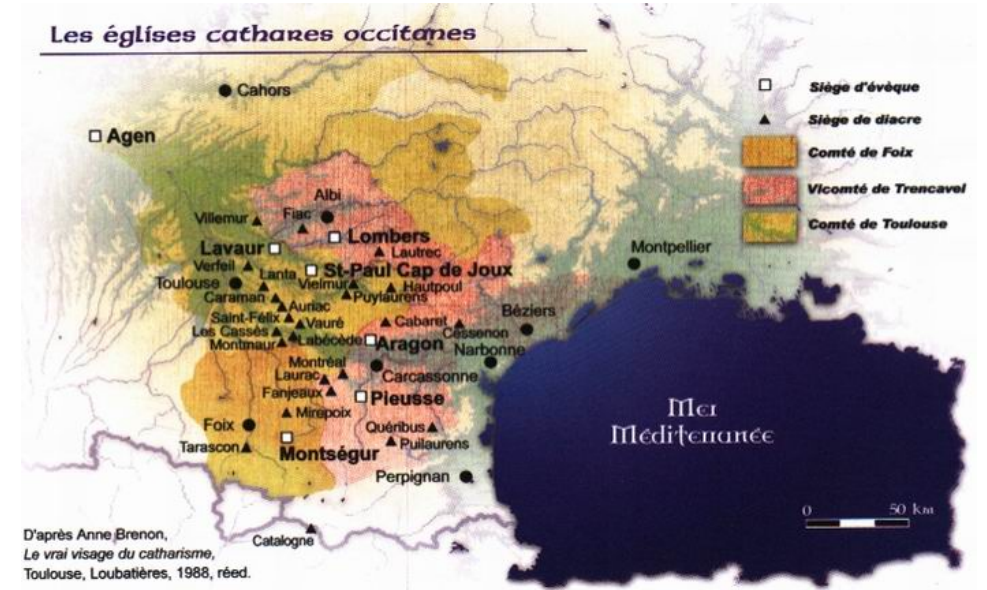 Les églises cathares occitanes
Cahors
Agen
Siège d'évèque
Siège de diacre
Comté de Foix
Vicomté de Trencavel
Comté de Toulouse
Albi
Villemur
Fiac
Lombers
Lavaur
Lautrec
Montpellier
Verfeil
Lanta
St-Paul Cap de Joux
Toulouse
Vielmur
Hautpoul
Caraman
Puylaurens
Auriac
Saint-Félix
Vauré
Cabaret
Béziers
Les Cassès
Labécède
Cessenon
Montmaur
Aragon
Narbonne
Montréal
Carcassonne
Laurac
Fanjeaux
Pieusse
Mirepoix
Foix
Quéribus
Tarascon
Puilaurens
Montségur
Perpignan
Mer
Méditerranée
0 50 km
Catalogne
D'après Anne Brenon,
Le vrai visage du catharisme,
Toulouse, Loubatières, 1988, réed.